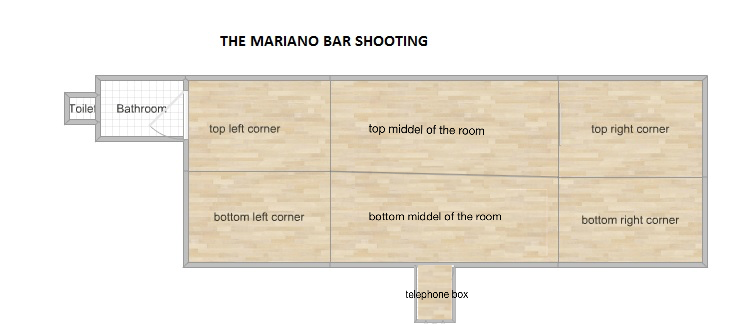 THE MARIANO BAR SHOOTING
Toilet
Bathroom
top left corner
top middel of the room
top right corner
bottom left corner
bottom middel of the room
bottom right corner
telephone box